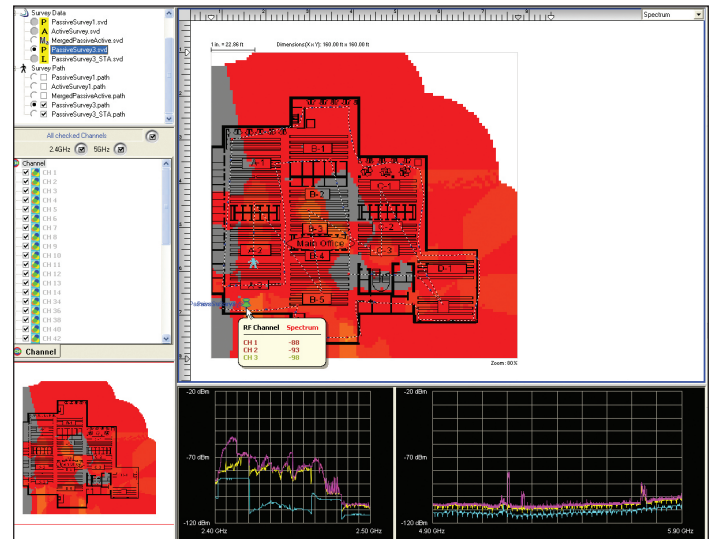 Survey Data
P PassiveSurvey1.svd
A ActiveSurvey.svd
M MergedPassiveActive.svd
P PassiveSurvey3.svd
L PassiveSurvey3_STA.svd
Survey Path
PassiveSurvey1.path
ActiveSurvey1.path
MergedPassiveActive.path
PassiveSurvey3.path
PassiveSurvey3_STA.path
All checked Channels
2.4GHz 5GHz
Channel
CH 1
CH 2
CH 3
CH 4
CH 5
CH 6
CH 7
CH 8
CH 9
CH 10
CH 11
CH 12
CH 13
CH 14
CH 34
CH 36
CH 38
CH 40
CH 42
Channel
Spectrum
1 in. = 22.86 ft Dimensions(X x Y): 160.00 ft x 160.00 ft
B-1
A-1
C-1
B-2
B-3
C-2
Main Office
A-2
B-4
C-3
D-1
B-5
RF Channel Spectrum
CH 1 -88
CH 2 -93
CH 3 -98
Zoom: 80%
-20 dBm
-70 dBm
-120 dBm
2.40 GHz 2.50 GHz
-20 dBm
-70 dBm
-120 dBm
4.90 GHz 5.90 GHz